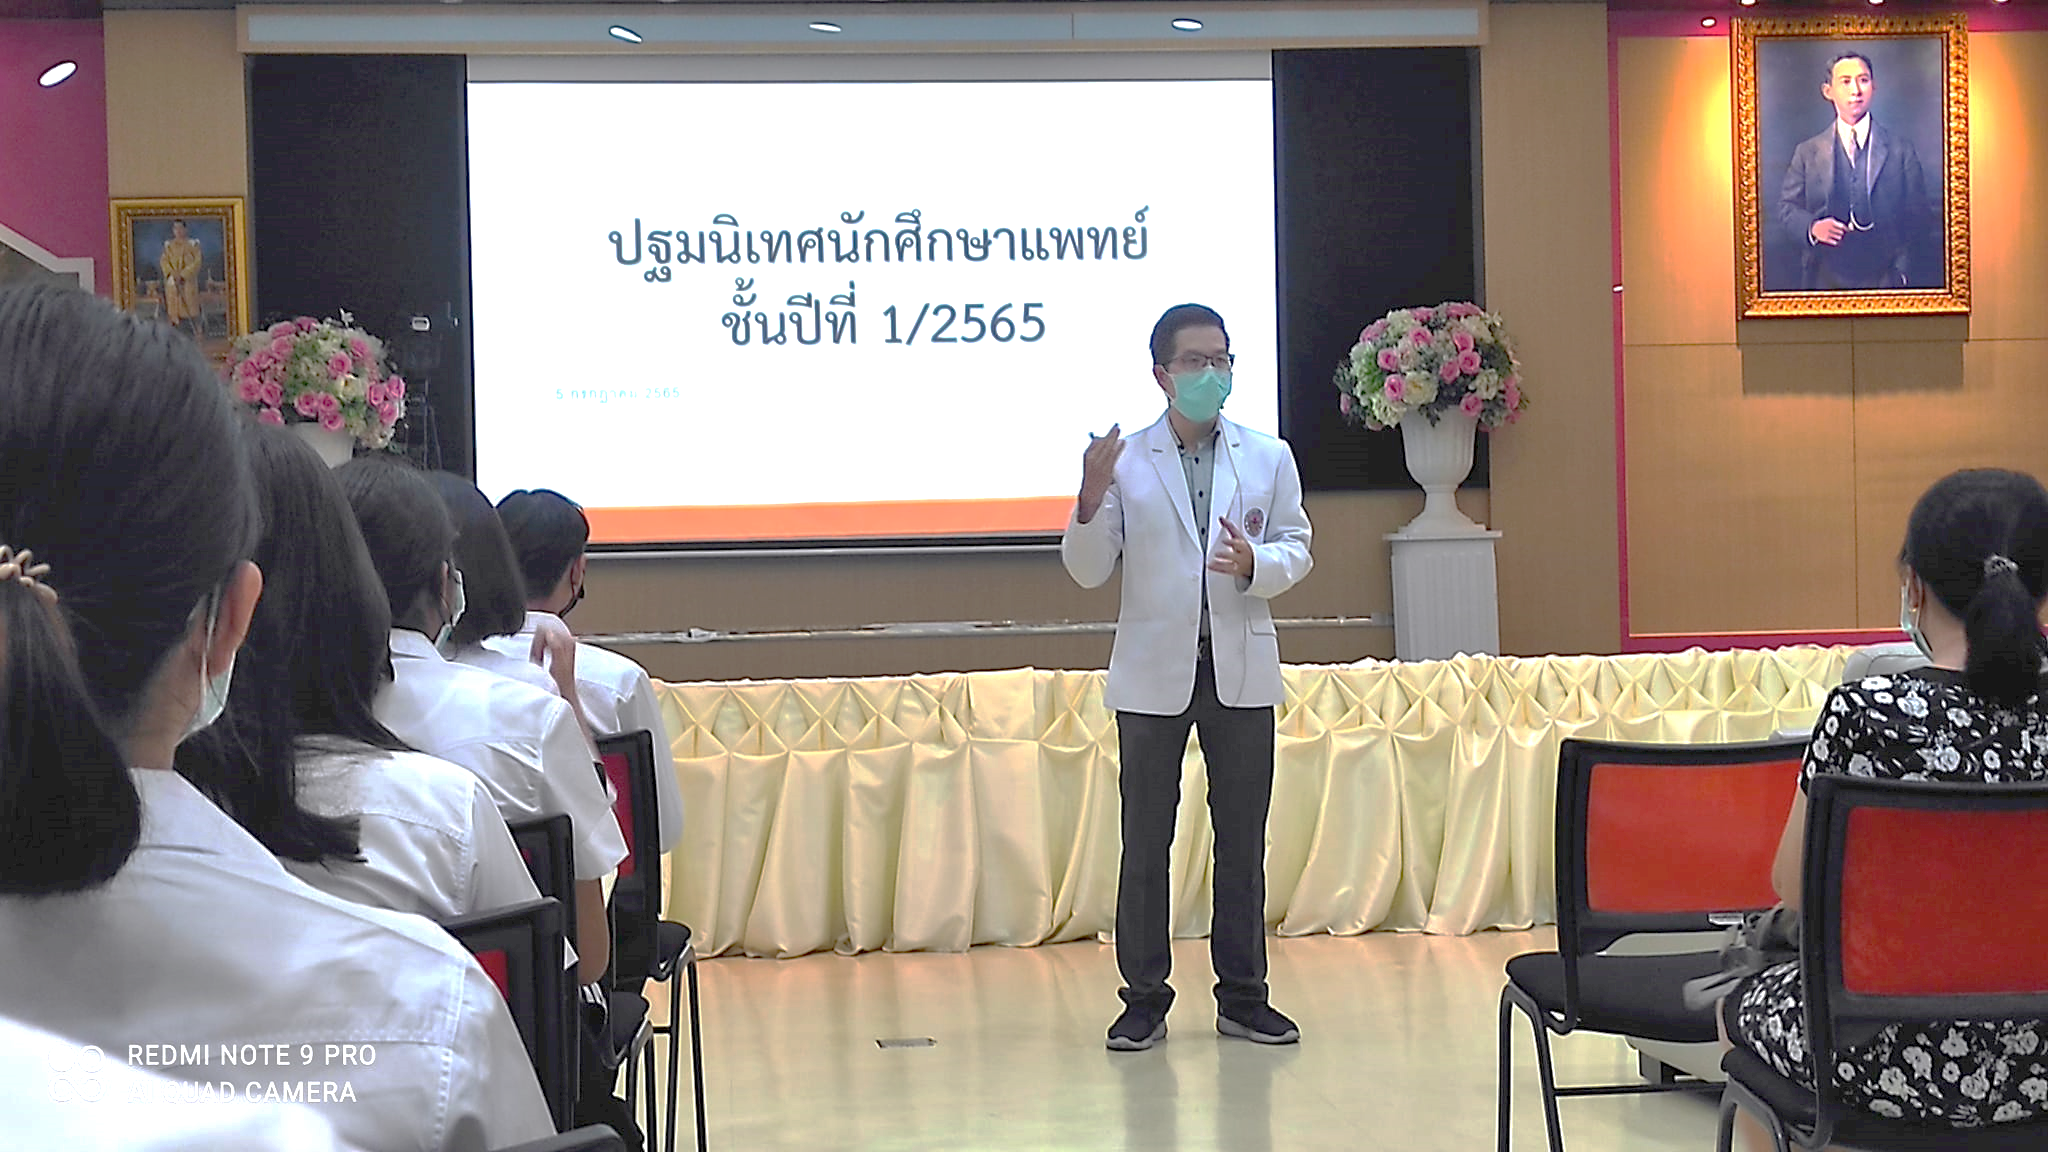 ปฐมนิเทศนักศึกษาแพทย์
ชั้นปีที่ 1/2565
5 กรกฎาคม 2565
REDMI NOTE 9 PRO
AI QUAD CAMERA